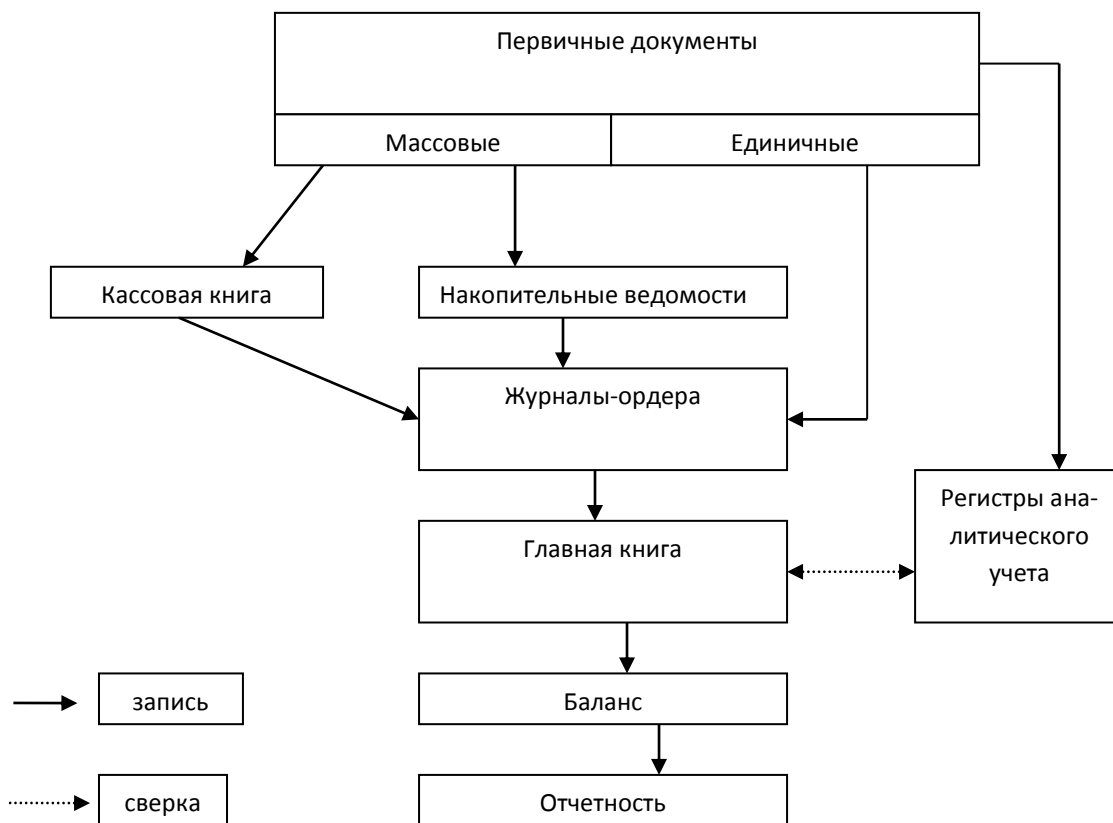 Первичные документы
Массовые
Единичные
Кассовая книга
Накопительные ведомости
Журналы-ордера
Регистры ана-
литического
учета
Главная книга
запись
Баланс
сверка
Отчетность